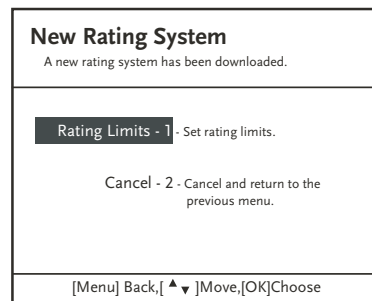 New Rating System
A new rating system has been downloaded.
Rating Limits - 1 - Set rating limits.
Cancel - 2 - Cancel and return to the
previous menu.
[Menu] Back,[ ▲▼ ]Move,[OK]Choose